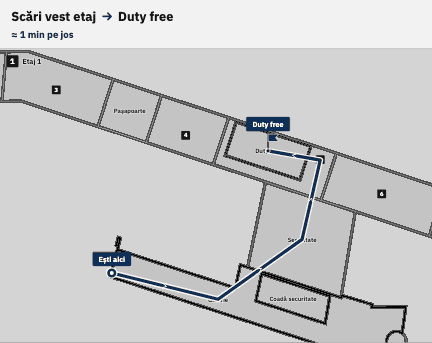 Scări vest etaj → Duty free
≈ 1 min pe jos
1 Etaj 1
3
Pașapoarte
4
Duty free
Dut
6
Ești aici
Coadă securitate